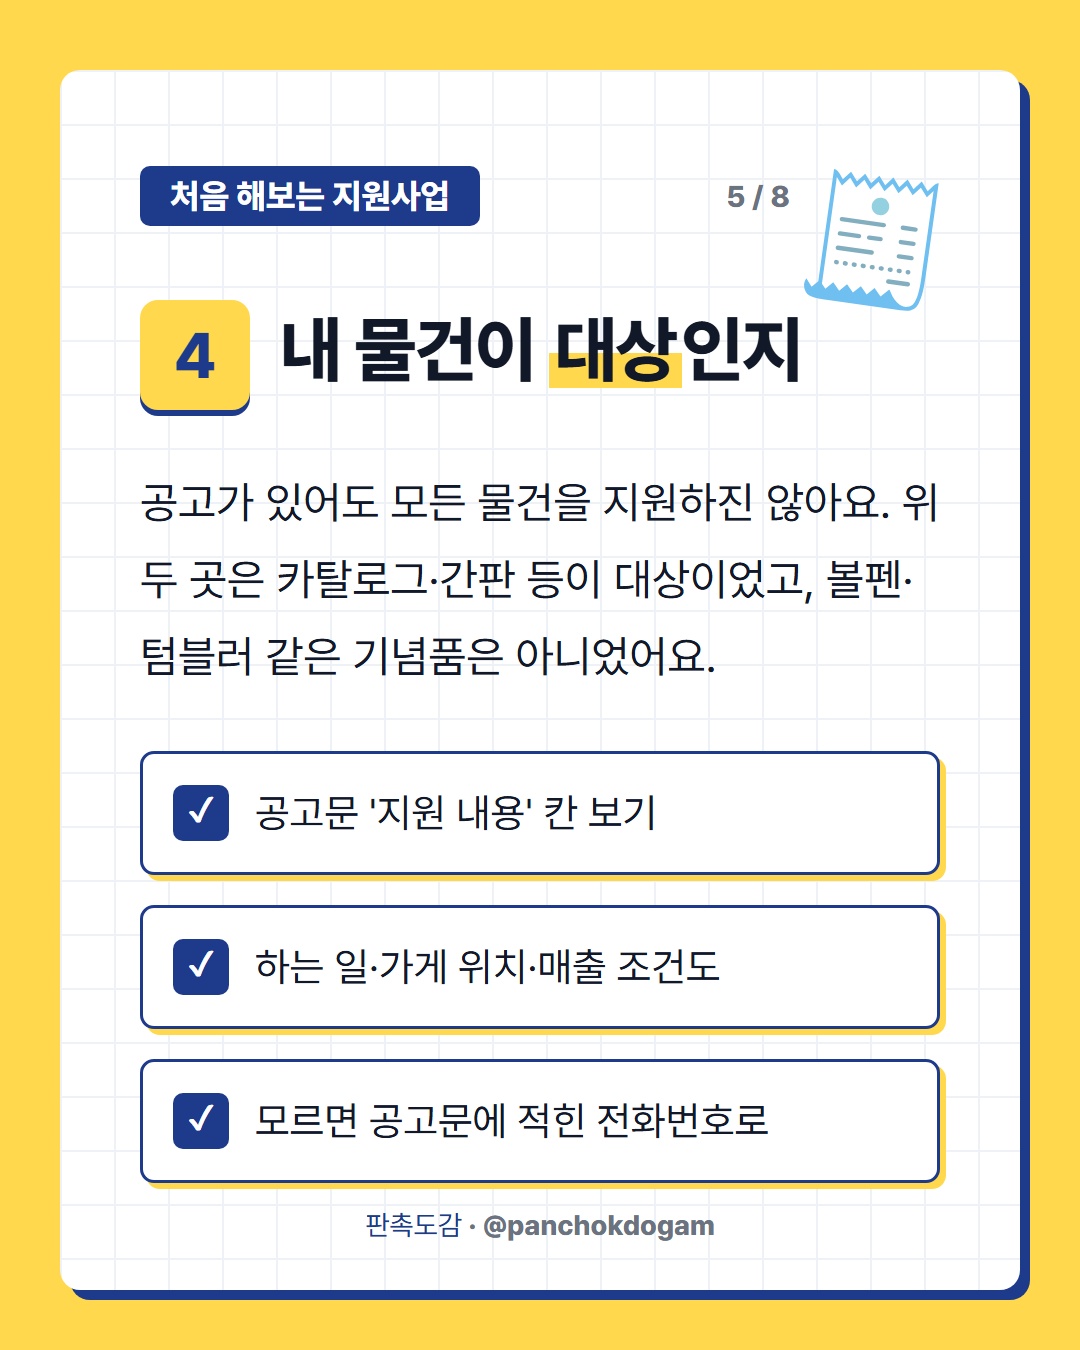 처음 해보는 지원사업
5 / 8
4
내 물건이 대상인지
공고가 있어도 모든 물건을 지원하진 않아요. 위
두 곳은 카탈로그·간판 등이 대상이었고, 볼펜·
텀블러 같은 기념품은 아니었어요.
공고문 '지원 내용' 칸 보기
하는 일·가게 위치·매출 조건도
모르면 공고문에 적힌 전화번호로
판촉도감 · @panchokdogam